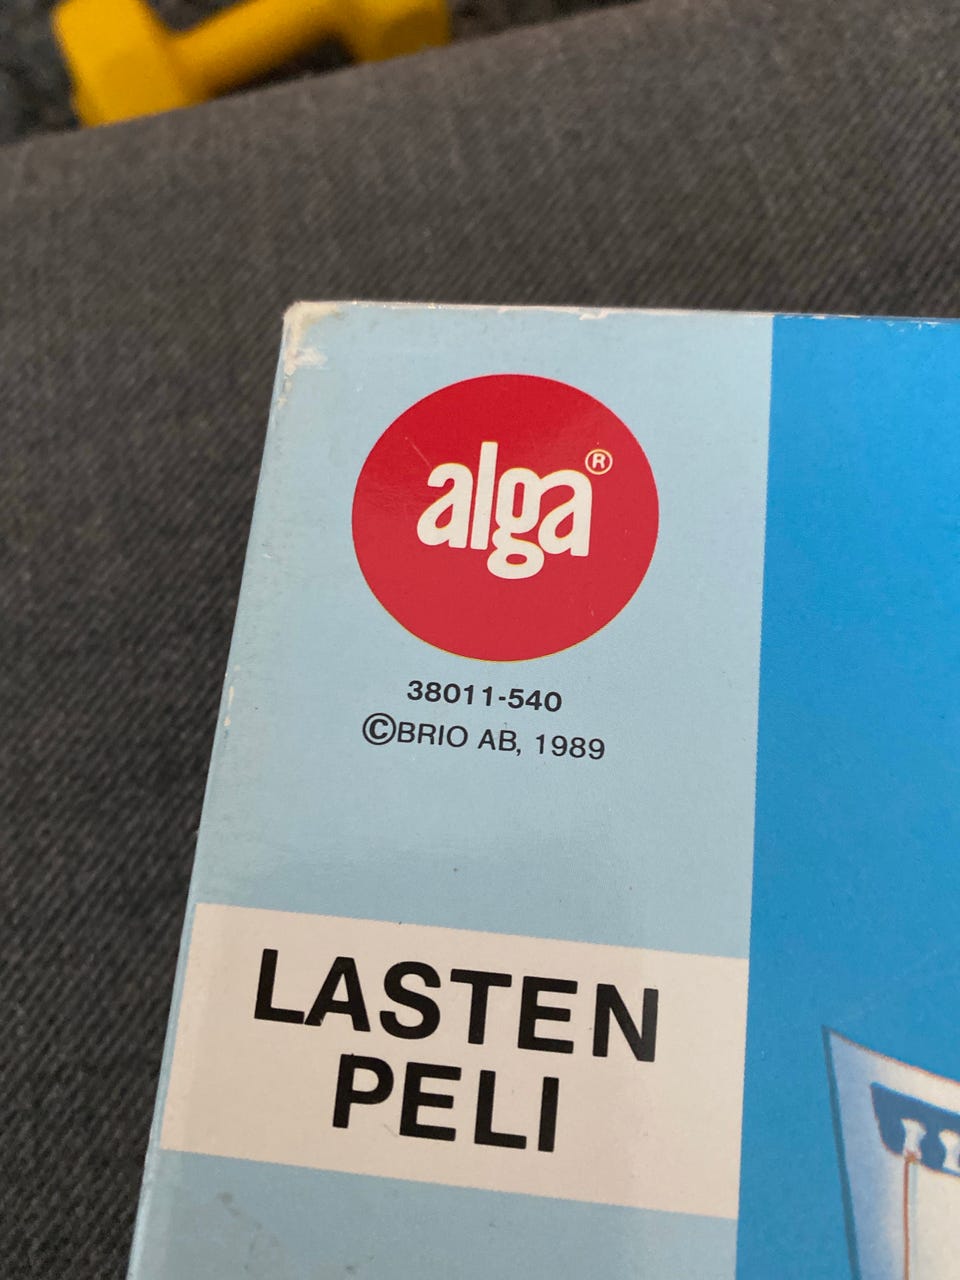 alga®
38011-540
©BRIO AB, 1989
LASTEN
PELI